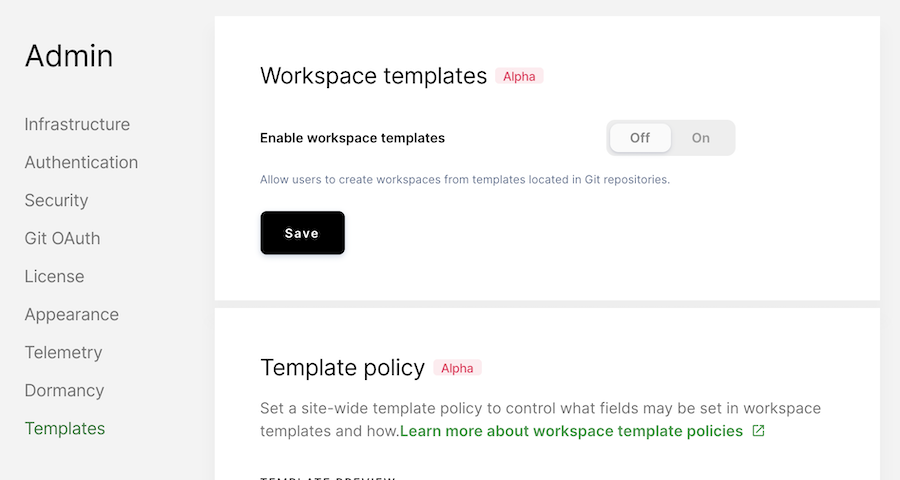 Admin
Infrastructure
Authentication
Security
Git OAuth
License
Appearance
Telemetry
Dormancy
Templates
Workspace templates Alpha
Enable workspace templates Off On
Allow users to create workspaces from templates located in Git repositories.
Save
Template policy Alpha
Set a site-wide template policy to control what fields may be set in workspace
templates and how.Learn more about workspace template policies
TEMPLATE PREVIEW